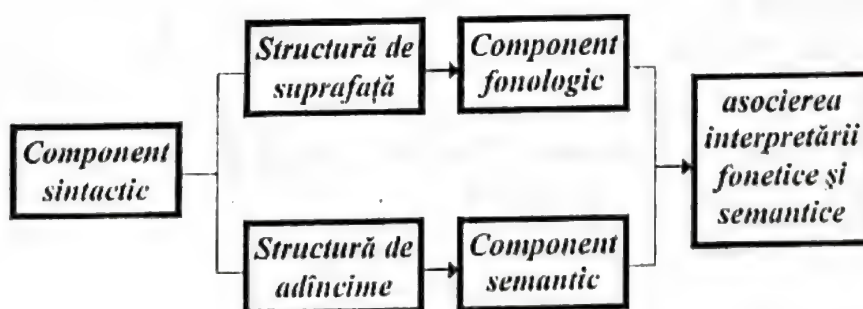 Component
sintactic
Structură de
suprafață
Component
fonologic
Structură de
adîncime
Component
semantic
asocierea
interpretării
fonetice și
semantice